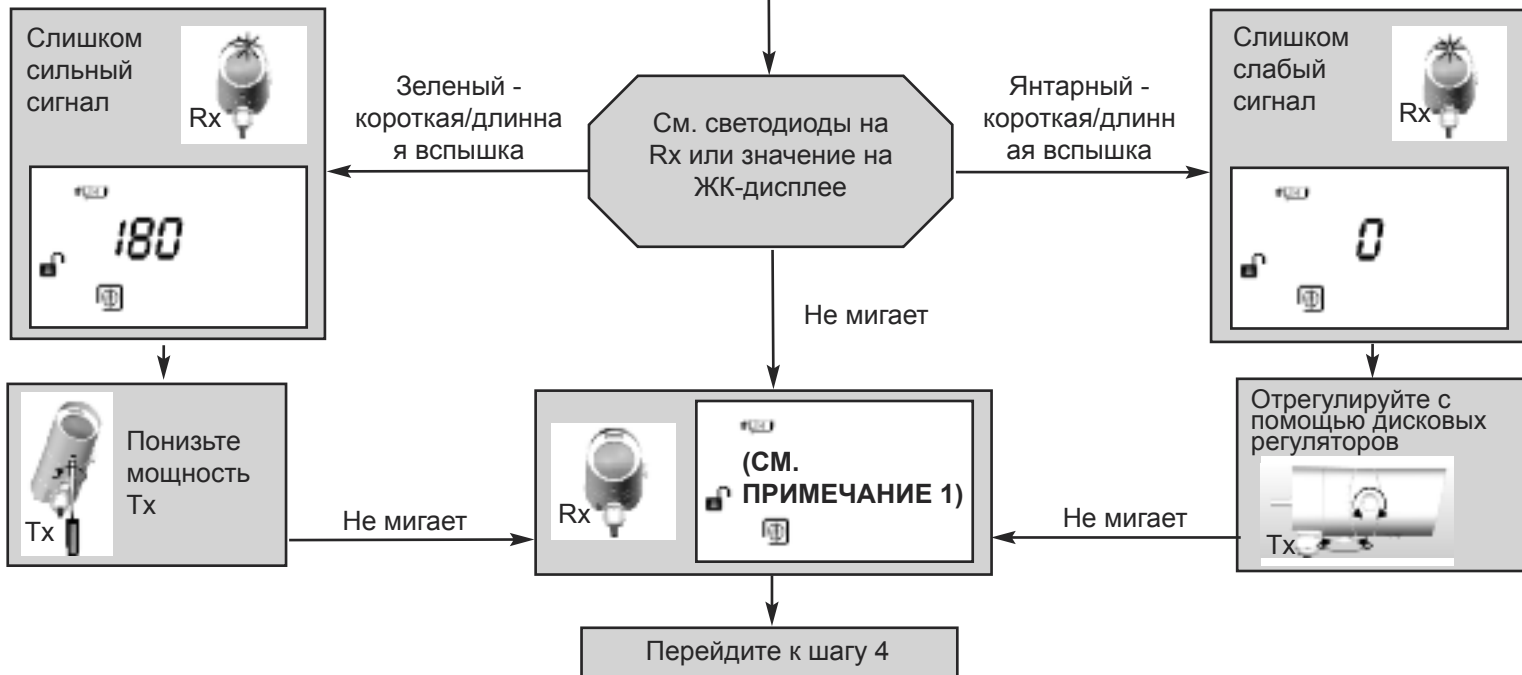 Слишком
сильный
сигнал
Rx
180
Зеленый -
короткая/длинна
я вспышка
См. светодиоды на
Rx или значение на
ЖК-дисплее
Янтарный -
короткая/длинн
ая вспышка
Слишком
слабый
сигнал
Rx
0
Не мигает
Понизьте
мощность
Tx
Tx
Не мигает
Rx
(СМ.
ПРИМЕЧАНИЕ 1)
Не мигает
Отрегулируйте с
помощью дисковых
регуляторов
Tx
Перейдите к шагу 4